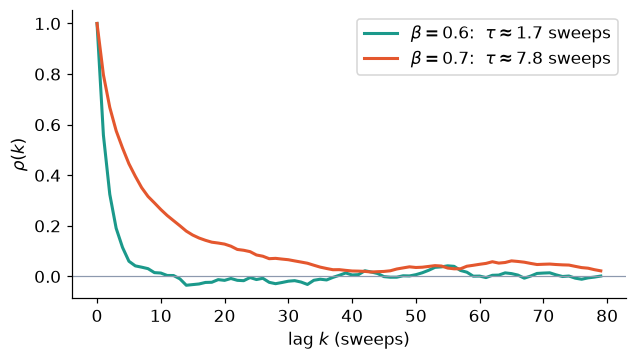 β = 0.6:  τ ≈ 1.7 sweeps
β = 0.7:  τ ≈ 7.8 sweeps
1.0
0.8
0.6
0.4
0.2
0.0
ρ(k)
0 10 20 30 40 50 60 70 80
lag k (sweeps)